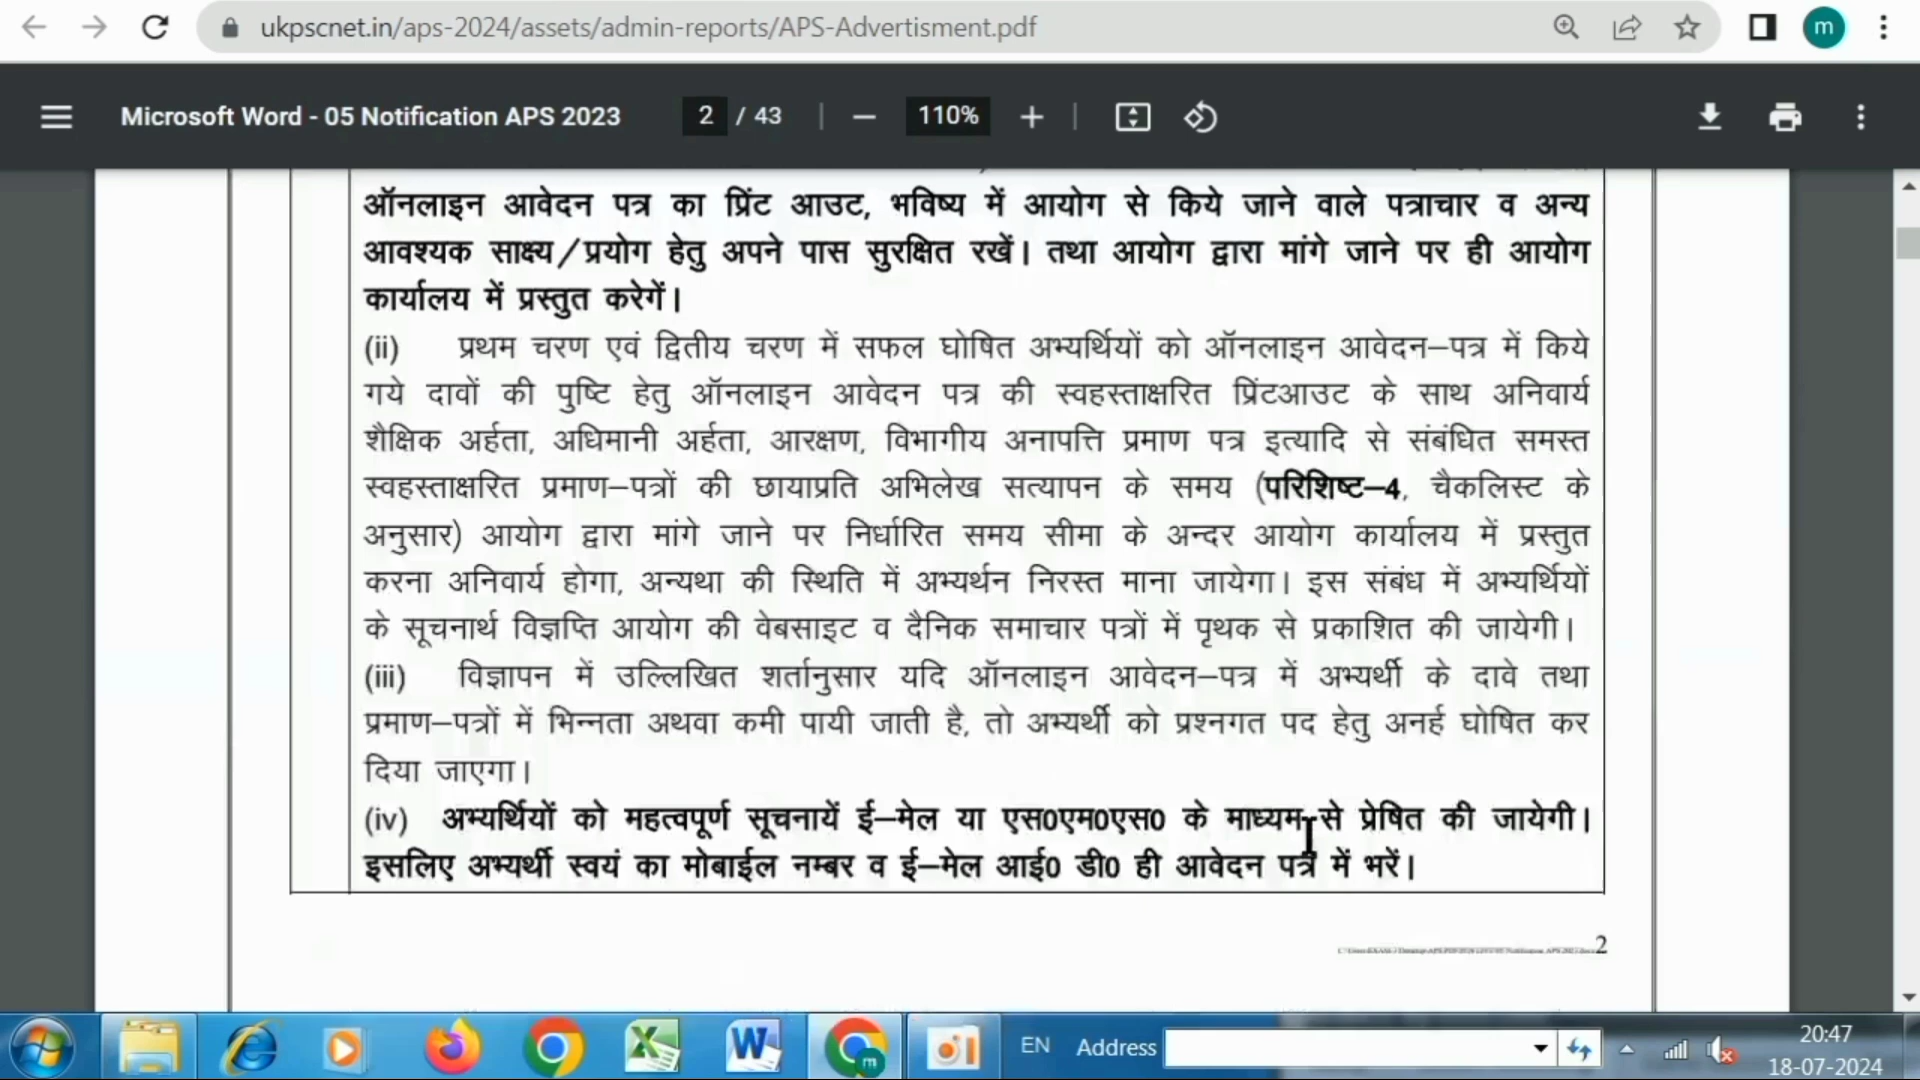 ukpscnet.in/aps-2024/assets/admin-reports/APS-Advertisment.pdf
m
Microsoft Word - 05 Notification APS 2023
2 / 43
110%
ऑनलाइन आवेदन पत्र का प्रिंट आउट, भविष्य में आयोग से किये जाने वाले पत्राचार व अन्य
आवश्यक साक्ष्य/प्रयोग हेतु अपने पास सुरक्षित रखें। तथा आयोग द्वारा मांगे जाने पर ही आयोग
कार्यालय में प्रस्तुत करेगें।
(ii) प्रथम चरण एवं द्वितीय चरण में सफल घोषित अभ्यर्थियों को ऑनलाइन आवेदन–पत्र में किये
गये दावों की पुष्टि हेतु ऑनलाइन आवेदन पत्र की स्वहस्ताक्षरित प्रिंटआउट के साथ अनिवार्य
शैक्षिक अर्हता, अधिमानी अर्हता, आरक्षण, विभागीय अनापत्ति प्रमाण पत्र इत्यादि से संबंधित समस्त
स्वहस्ताक्षरित प्रमाण–पत्रों की छायाप्रति अभिलेख सत्यापन के समय (परिशिष्ट–4, चैकलिस्ट के
अनुसार) आयोग द्वारा मांगे जाने पर निर्धारित समय सीमा के अन्दर आयोग कार्यालय में प्रस्तुत
करना अनिवार्य होगा, अन्यथा की स्थिति में अभ्यर्थन निरस्त माना जायेगा। इस संबंध में अभ्यर्थियों
के सूचनार्थ विज्ञप्ति आयोग की वेबसाइट व दैनिक समाचार पत्रों में पृथक से प्रकाशित की जायेगी।
(iii) विज्ञापन में उल्लिखित शर्तानुसार यदि ऑनलाइन आवेदन–पत्र में अभ्यर्थी के दावे तथा
प्रमाण–पत्रों में भिन्नता अथवा कमी पायी जाती है, तो अभ्यर्थी को प्रश्नगत पद हेतु अनर्ह घोषित कर
दिया जाएगा।
(iv) अभ्यर्थियों को महत्वपूर्ण सूचनायें ई–मेल या एस0एम0एस0 के माध्यम से प्रेषित की जायेगी।
इसलिए अभ्यर्थी स्वयं का मोबाईल नम्बर व ई–मेल आई0 डी0 ही आवेदन पत्र में भरें।
2
EN Address
20:47
18-07-2024